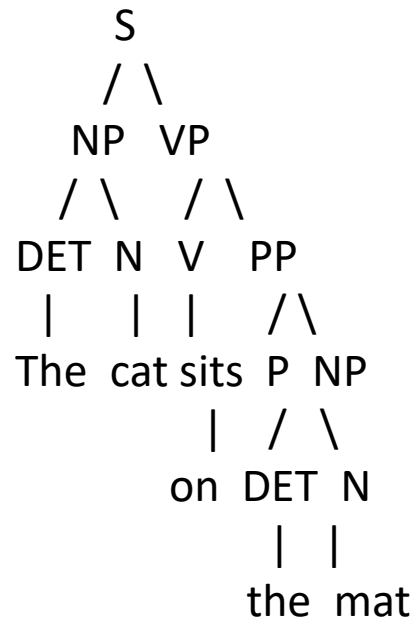 S
/ \
NP VP
/ \ / \
DET N V PP
| | | / \
The cat sits P NP
| / \
on DET N
| |
the mat